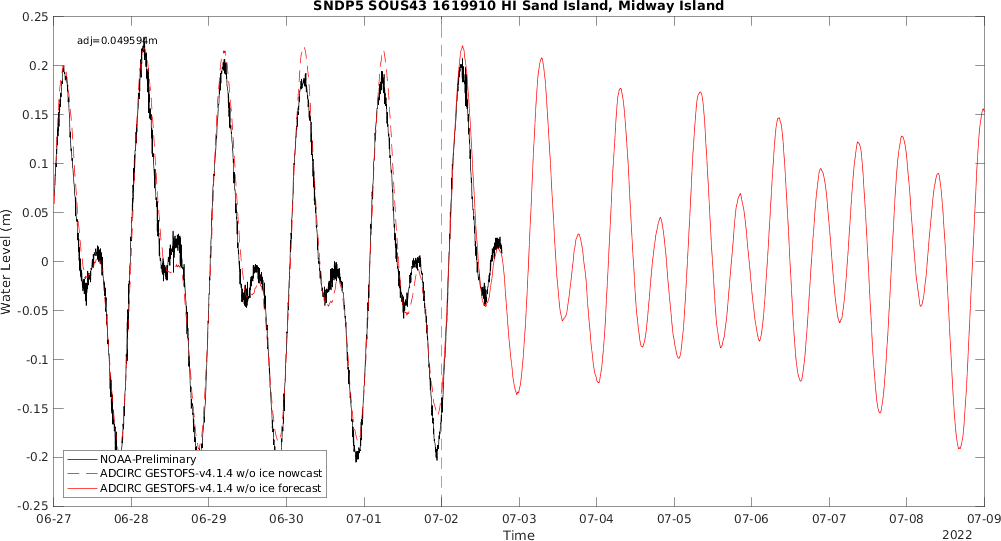 SNDP5 SOUS43 1619910 HI Sand Island, Midway Island
adj=0.049594m
Water Level (m)
0.25
0.2
0.15
0.1
0.05
0
-0.05
-0.1
-0.15
-0.2
-0.25
NOAA-Preliminary
ADCIRC GESTOFS-v4.1.4 w/o ice nowcast
ADCIRC GESTOFS-v4.1.4 w/o ice forecast
06-27 06-28 06-29 06-30 07-01 07-02 07-03 07-04 07-05 07-06 07-07 07-08 07-09
Time
2022